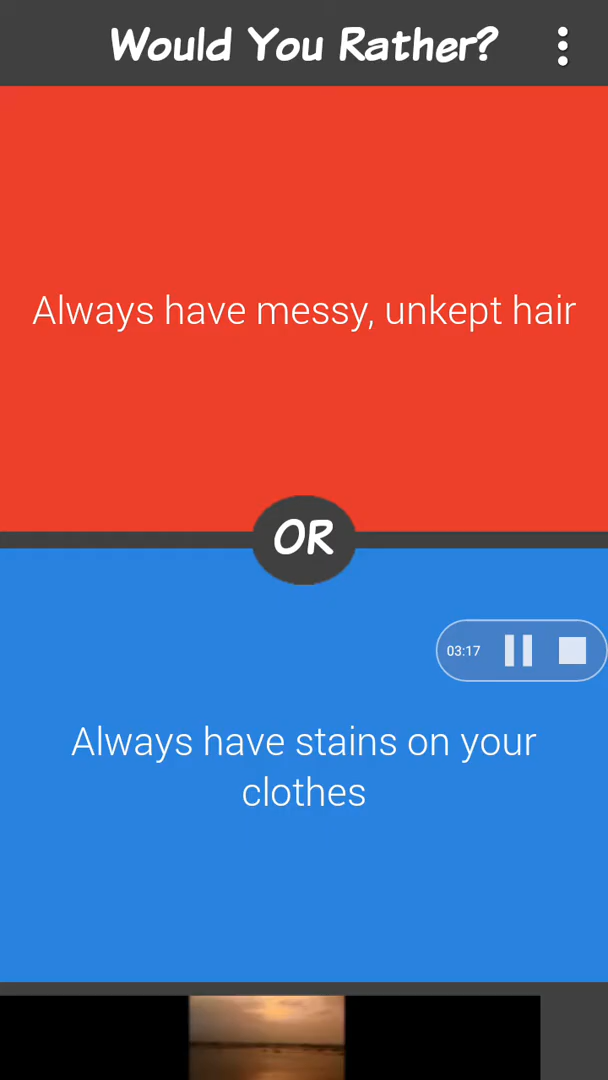 Would You Rather?
Always have messy, unkept hair
OR
03:17
Always have stains on your
clothes